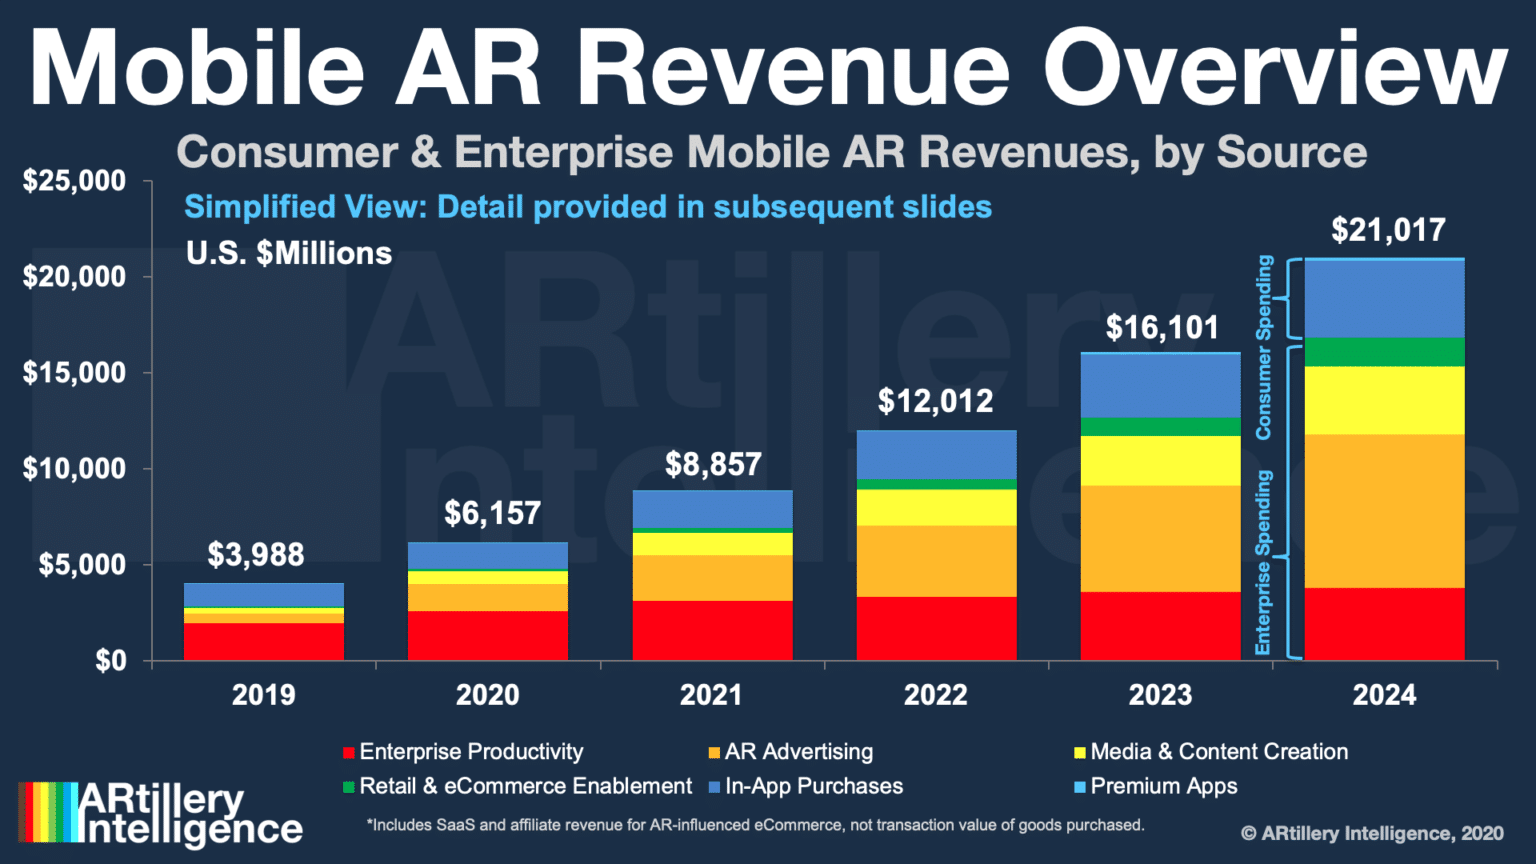 Mobile AR Revenue Overview
Consumer & Enterprise Mobile AR Revenues, by Source
Simplified View: Detail provided in subsequent slides
U.S. $Millions
$25,000
$20,000
$15,000
$10,000
$5,000
$0
$3,988
$6,157
$8,857
$12,012
$16,101
$21,017
Consumer Spending
Enterprise Spending
ARtillery
Intelligence
2019
2020
2021
2022
2023
2024
Enterprise Productivity
AR Advertising
Media & Content Creation
Retail & eCommerce Enablement
In-App Purchases
Premium Apps
ARtillery
Intelligence
*Includes SaaS and affiliate revenue for AR-influenced eCommerce, not transaction value of goods purchased.
© ARtillery Intelligence, 2020